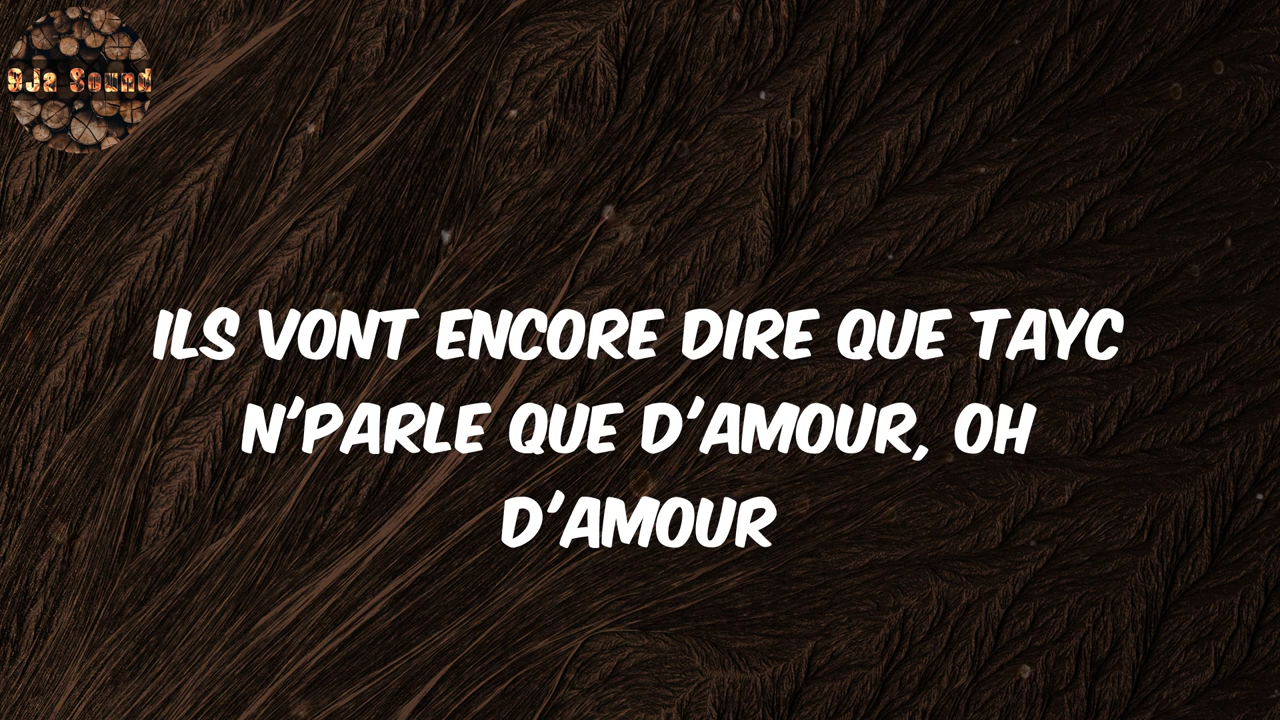 9Ja Sound
ILS VONT ENCORE DIRE QUE TAYC
N'PARLE QUE D'AMOUR, OH
D'AMOUR